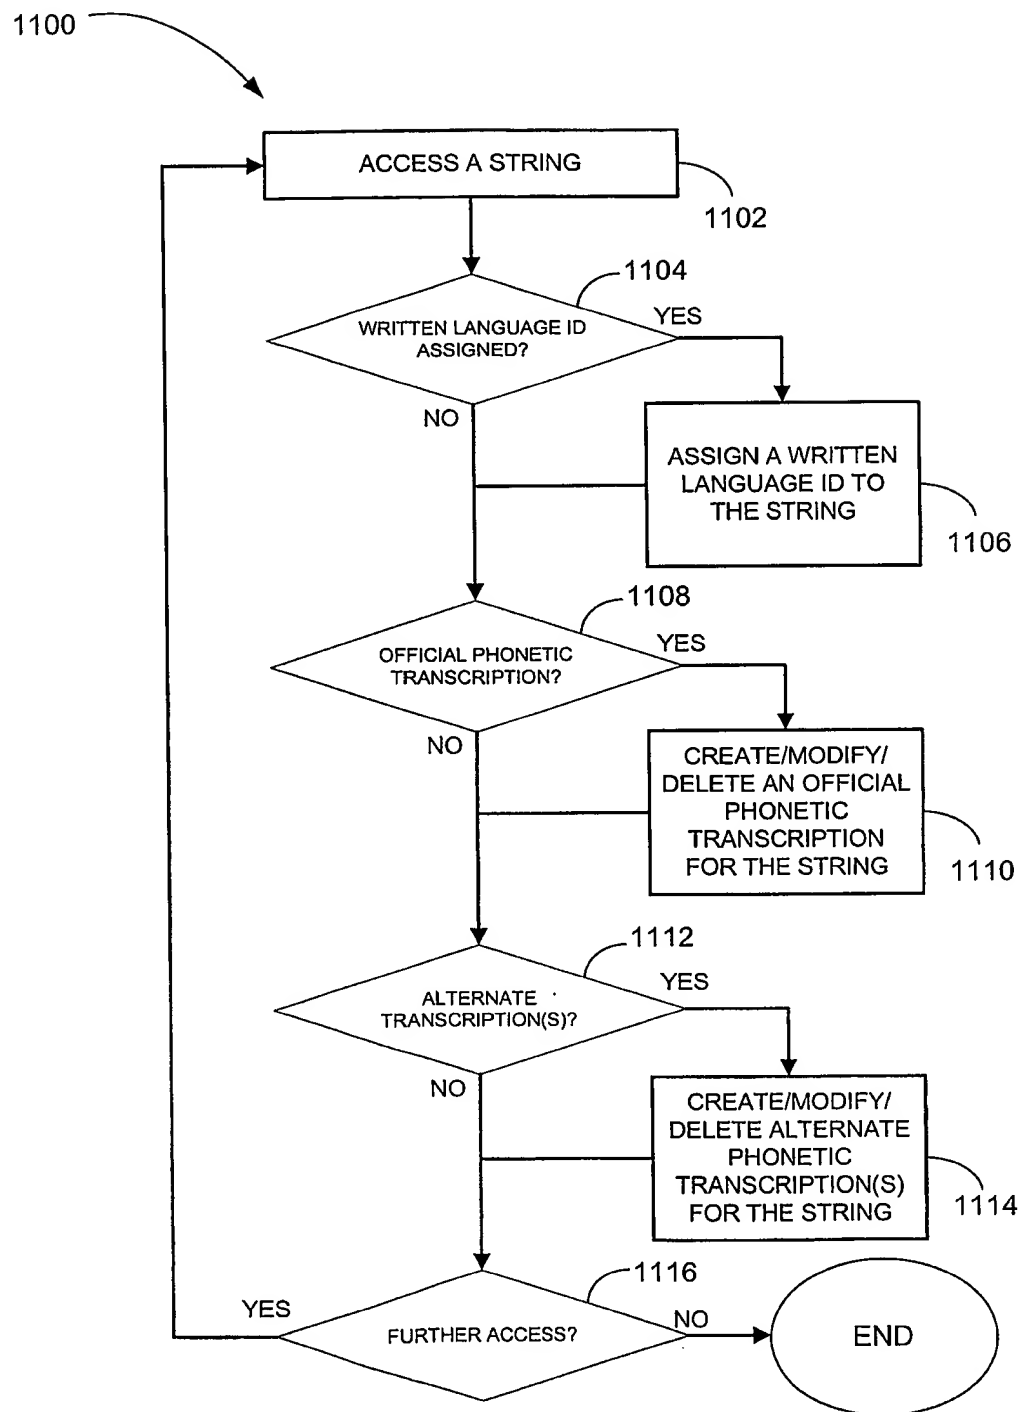 1100
ACCESS A STRING
1102
1104
WRITTEN LANGUAGE ID
ASSIGNED?
YES
NO
ASSIGN A WRITTEN
LANGUAGE ID TO
THE STRING
1106
1108
OFFICIAL PHONETIC
TRANSCRIPTION?
YES
NO
CREATE/MODIFY/
DELETE AN OFFICIAL
PHONETIC
TRANSCRIPTION
FOR THE STRING
1110
1112
ALTERNATE
TRANSCRIPTION(S)?
YES
NO
CREATE/MODIFY/
DELETE ALTERNATE
PHONETIC
TRANSCRIPTION(S)
FOR THE STRING
1114
1116
YES
FURTHER ACCESS?
NO
END